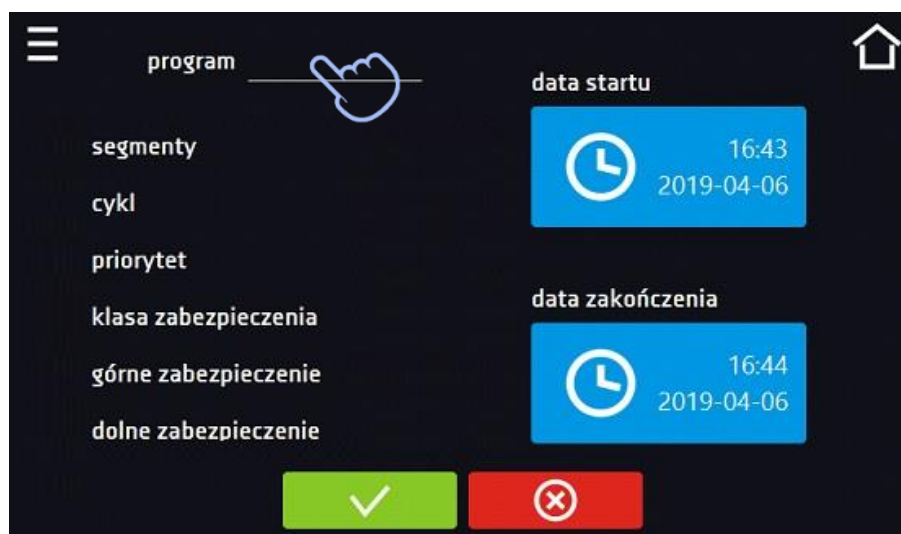 program
segmenty
cykl
priorytet
klasa zabezpieczenia
górne zabezpieczenie
dolne zabezpieczenie
data startu
16:43
2019-04-06
data zakończenia
16:44
2019-04-06